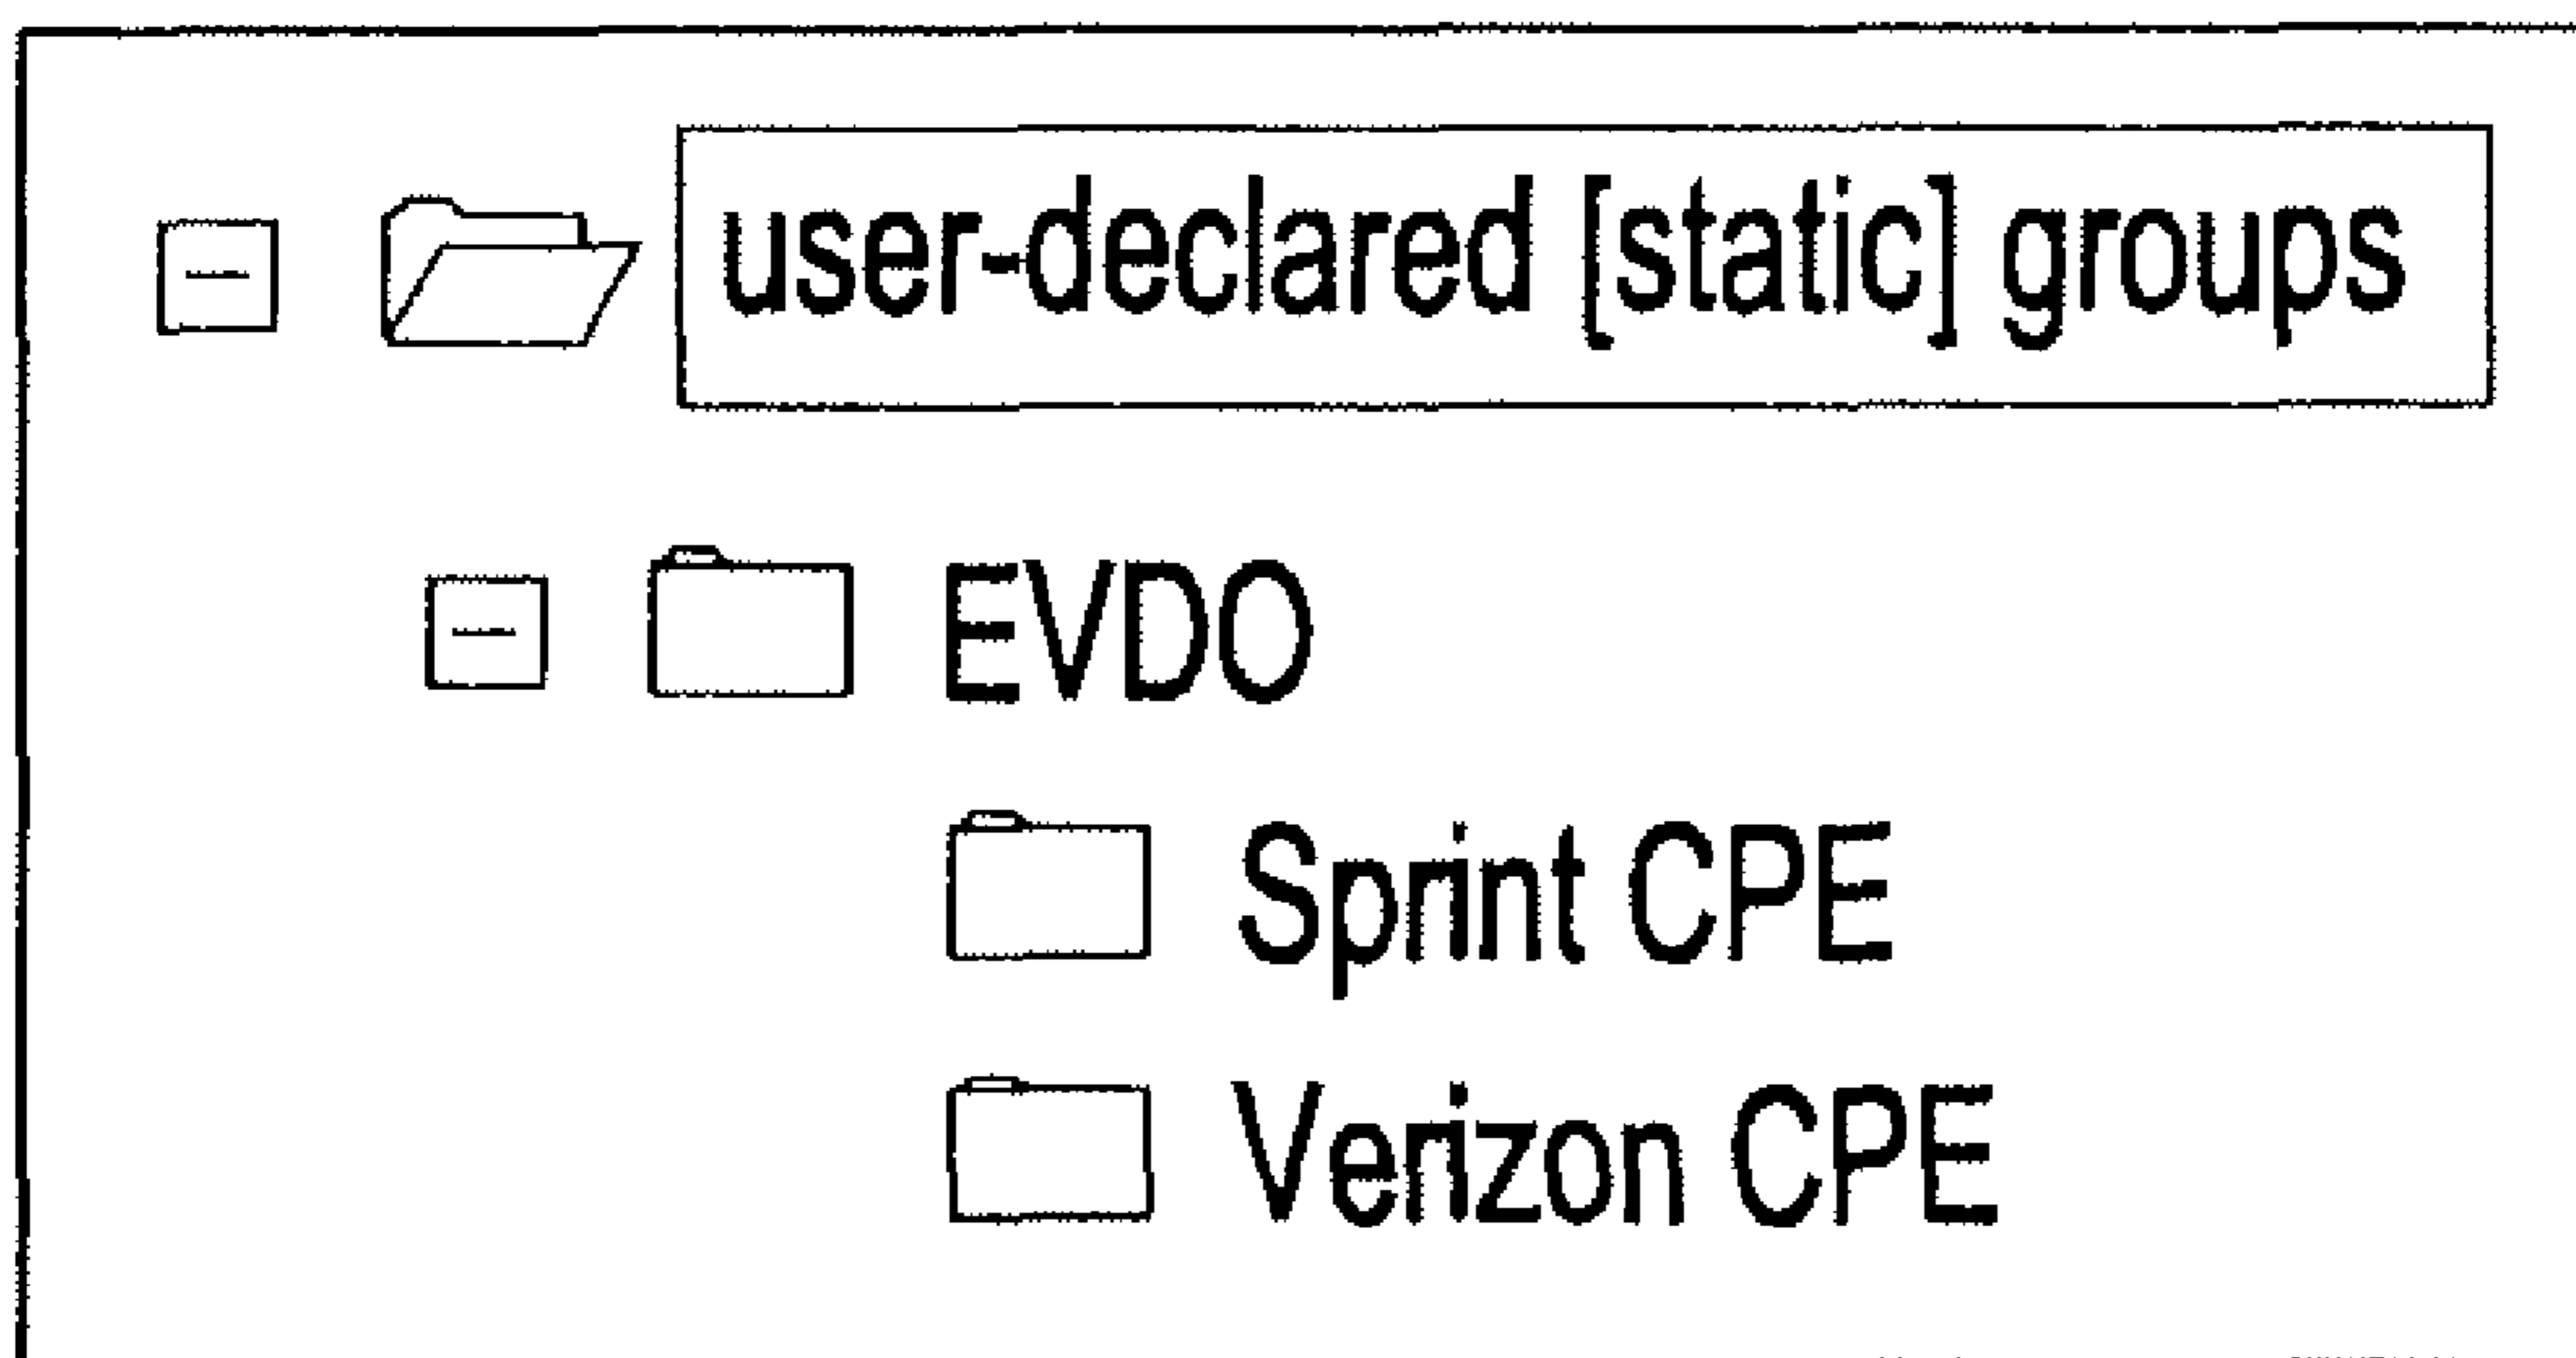 user-declared [static] groups
EVDO
Sprint CPE
Verizon CPE